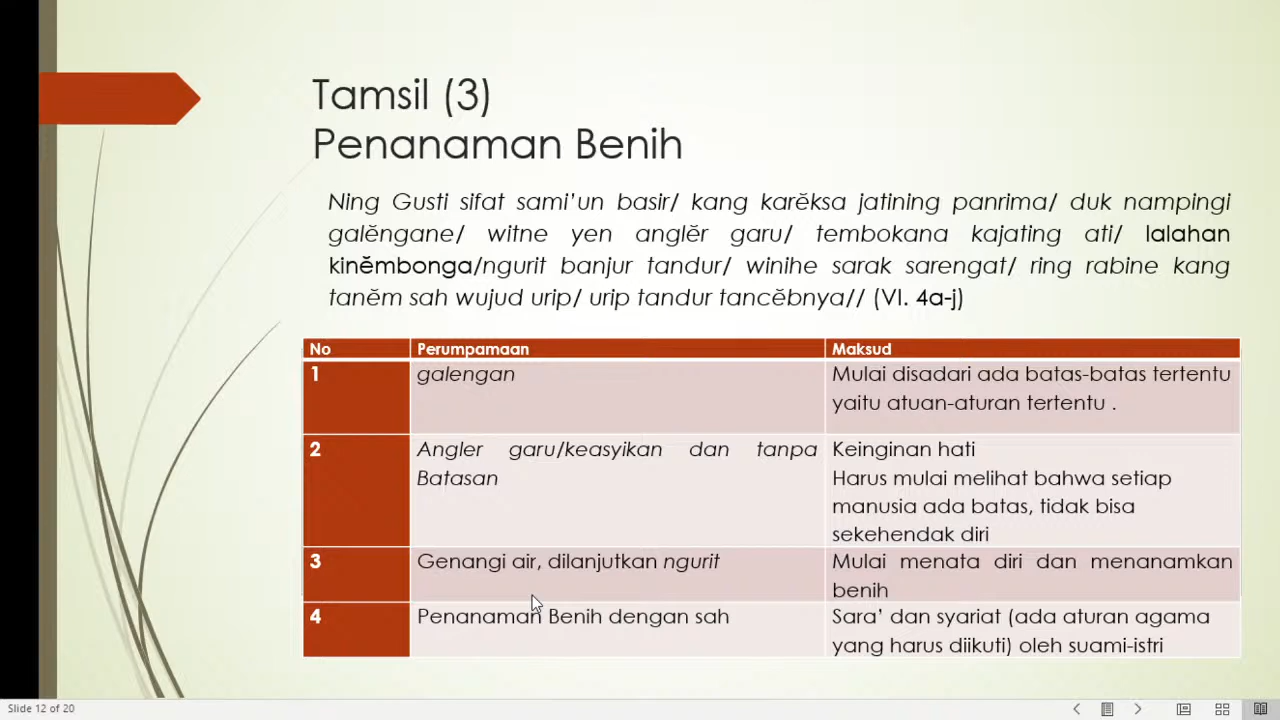 Tamsil (3)
Penanaman Benih
Ning Gusti sifat sami’un basir/ kang karĕksa jatining panrima/ duk nampingi
galĕngane/ witne yen anglĕr garu/ tembokana kajating ati/ lalahan
kinĕmbonga/ngurit banjur tandur/ winihe sarak sarengat/ ring rabine kang
tanĕm sah wujud urip/ urip tandur tancĕbnya// (VI. 4a-j)
No Perumpamaan Maksud
1 galengan Mulai disadari ada batas-batas tertentu
yaitu atuan-aturan tertentu .
2 Angler garu/keasyikan dan tanpa Keinginan hati
Batasan Harus mulai melihat bahwa setiap
manusia ada batas, tidak bisa
sekehendak diri
3 Genangi air, dilanjutkan ngurit Mulai menata diri dan menanamkan
benih
4 Penanaman Benih dengan sah Sara’ dan syariat (ada aturan agama
yang harus diikuti) oleh suami-istri
Slide 12 of 20